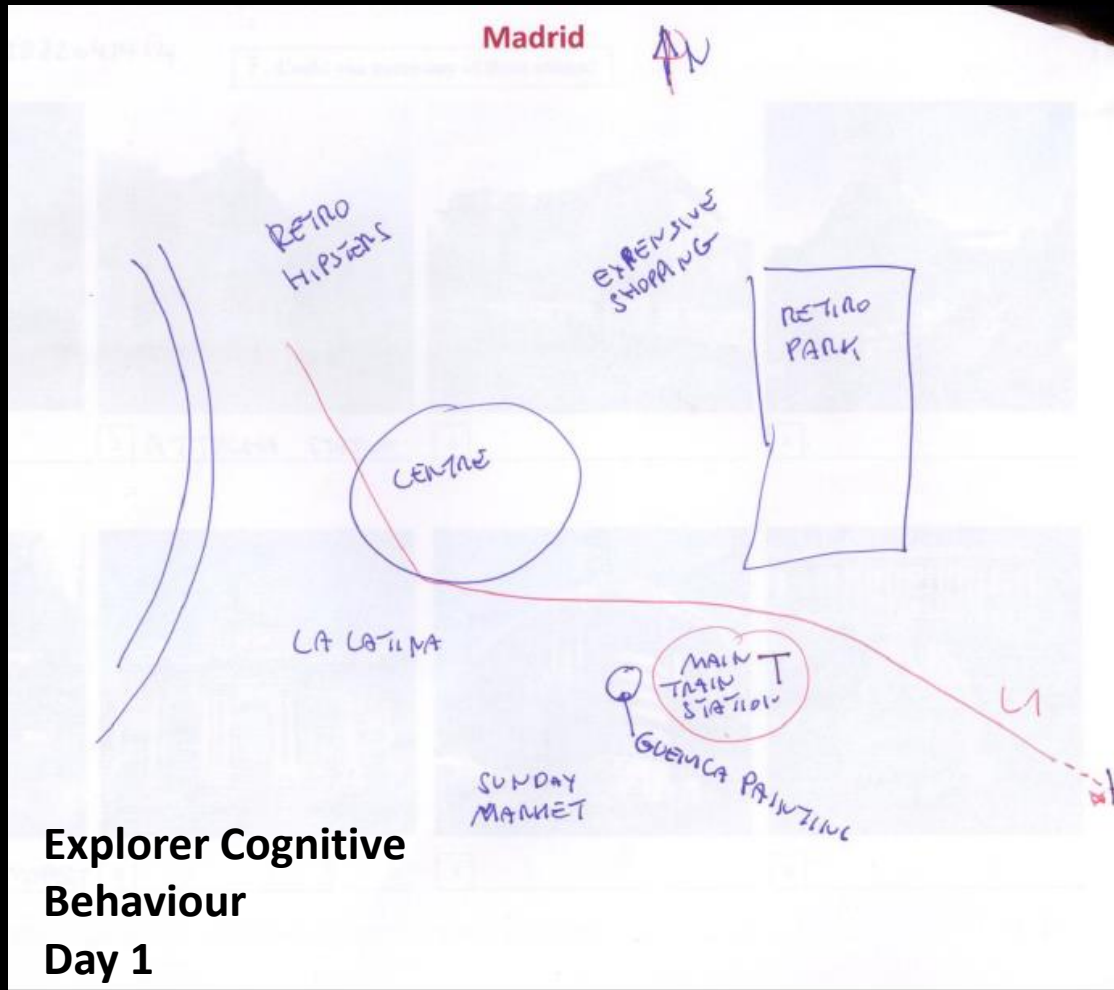 Madrid
N
RETRO
HIPSTERS
EXPENSIVE
SHOPPING
RETIRO
PARK
CENTRE
LA LATINA
MAIN
TRAIN
STATION
T
GUERNICA PAINTING
L1
SUNDAY
MARKET
Explorer Cognitive
Behaviour
Day 1